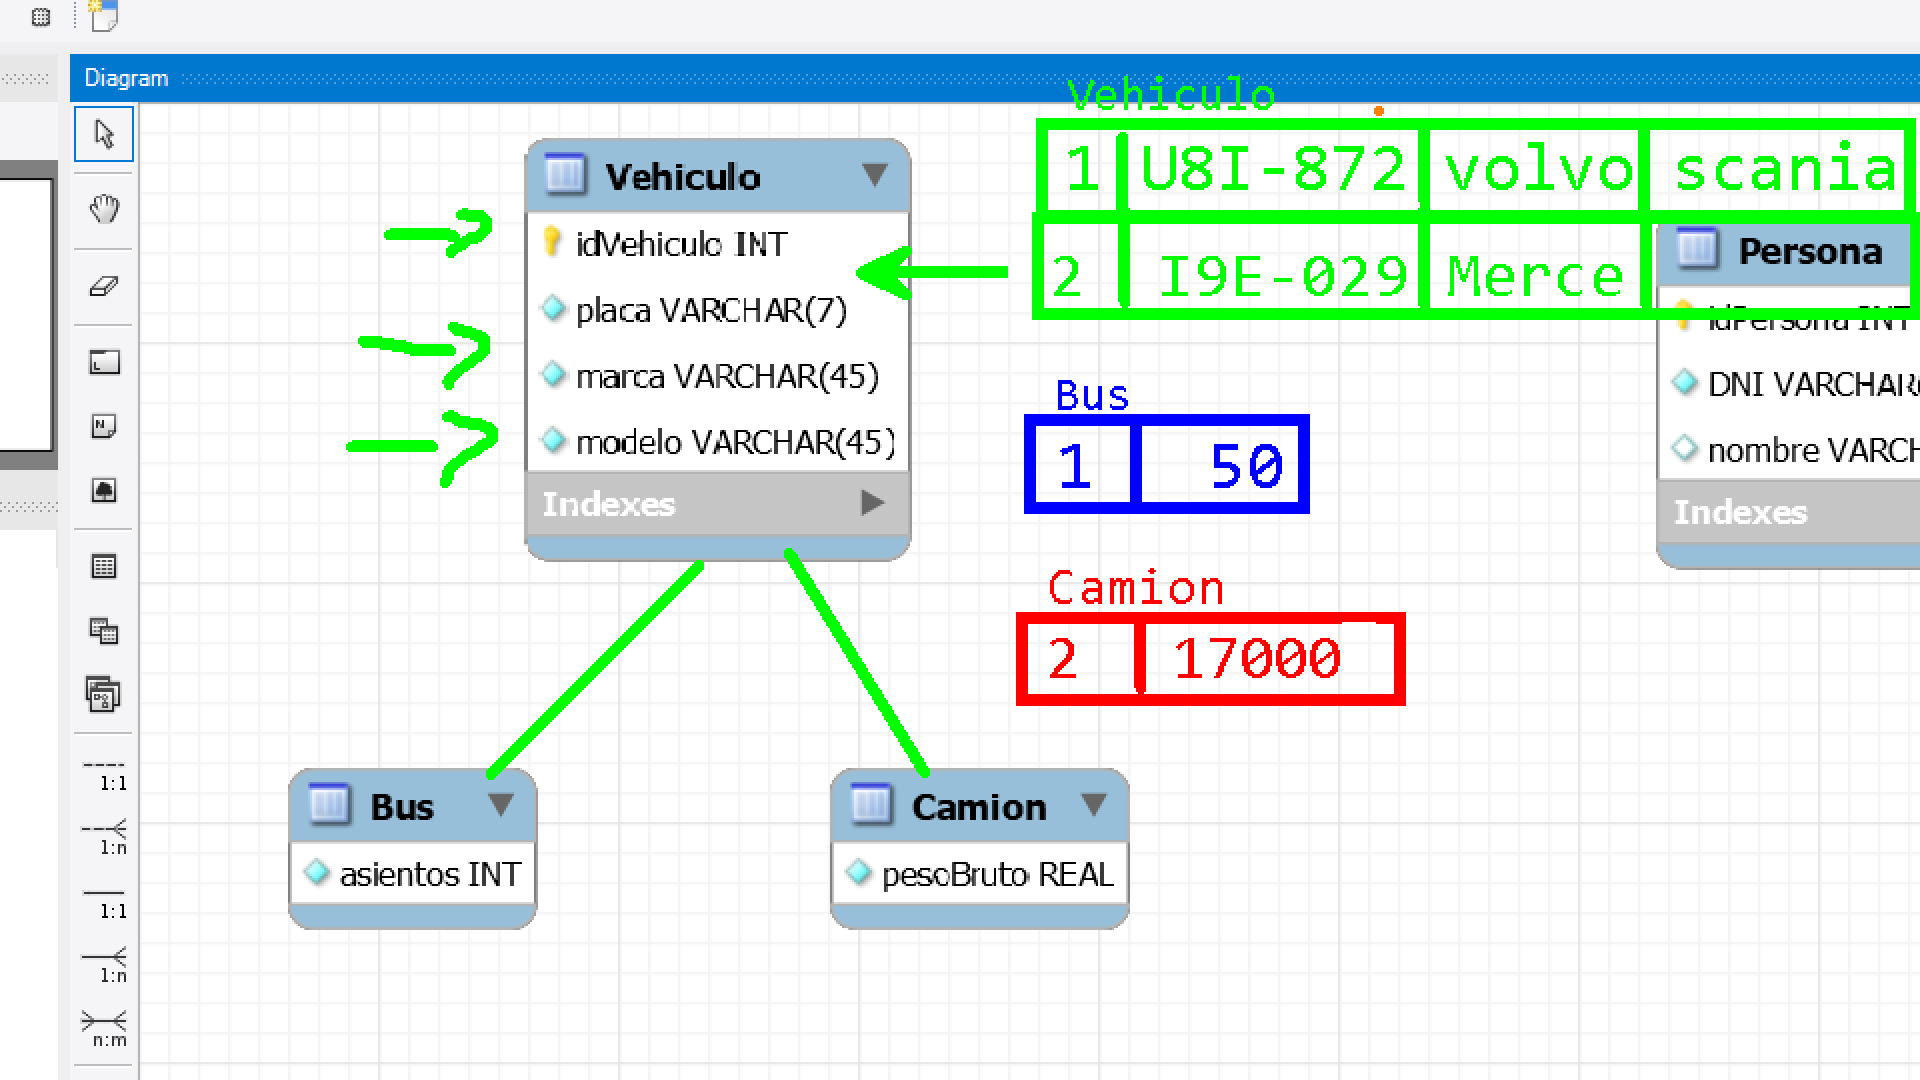 Diagram
Vehiculo
1 U8I-872 volvo scania
2 I9E-029 Merce
Vehiculo
idVehiculo INT
placa VARCHAR(7)
marca VARCHAR(45)
modelo VARCHAR(45)
Indexes
Persona
idPersona INT
DNI VARCHAR(
nombre VARCH
Indexes
Bus
1 50
Camion
2 17000
Bus
asientos INT
Camion
pesoBruto REAL
1:1
1:n
1:1
1:n
n:m